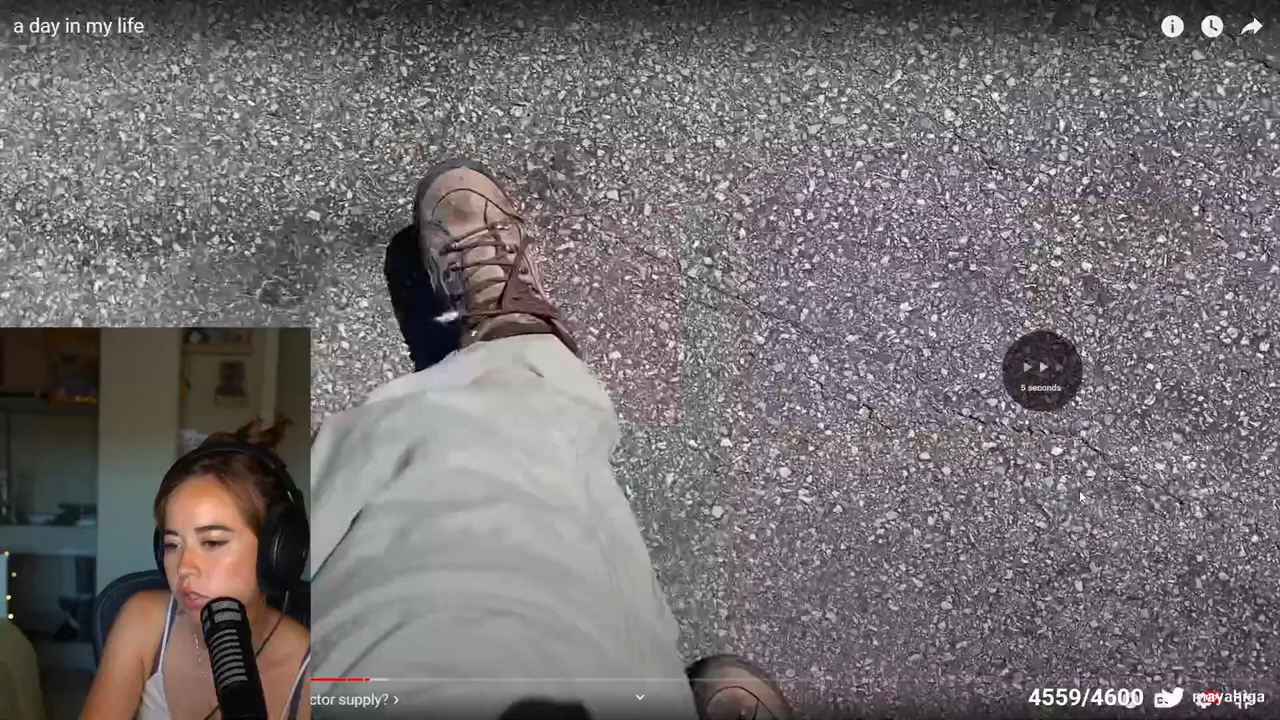 a day in my life
5 seconds
ctor supply? >
4559/4600
mayahiga